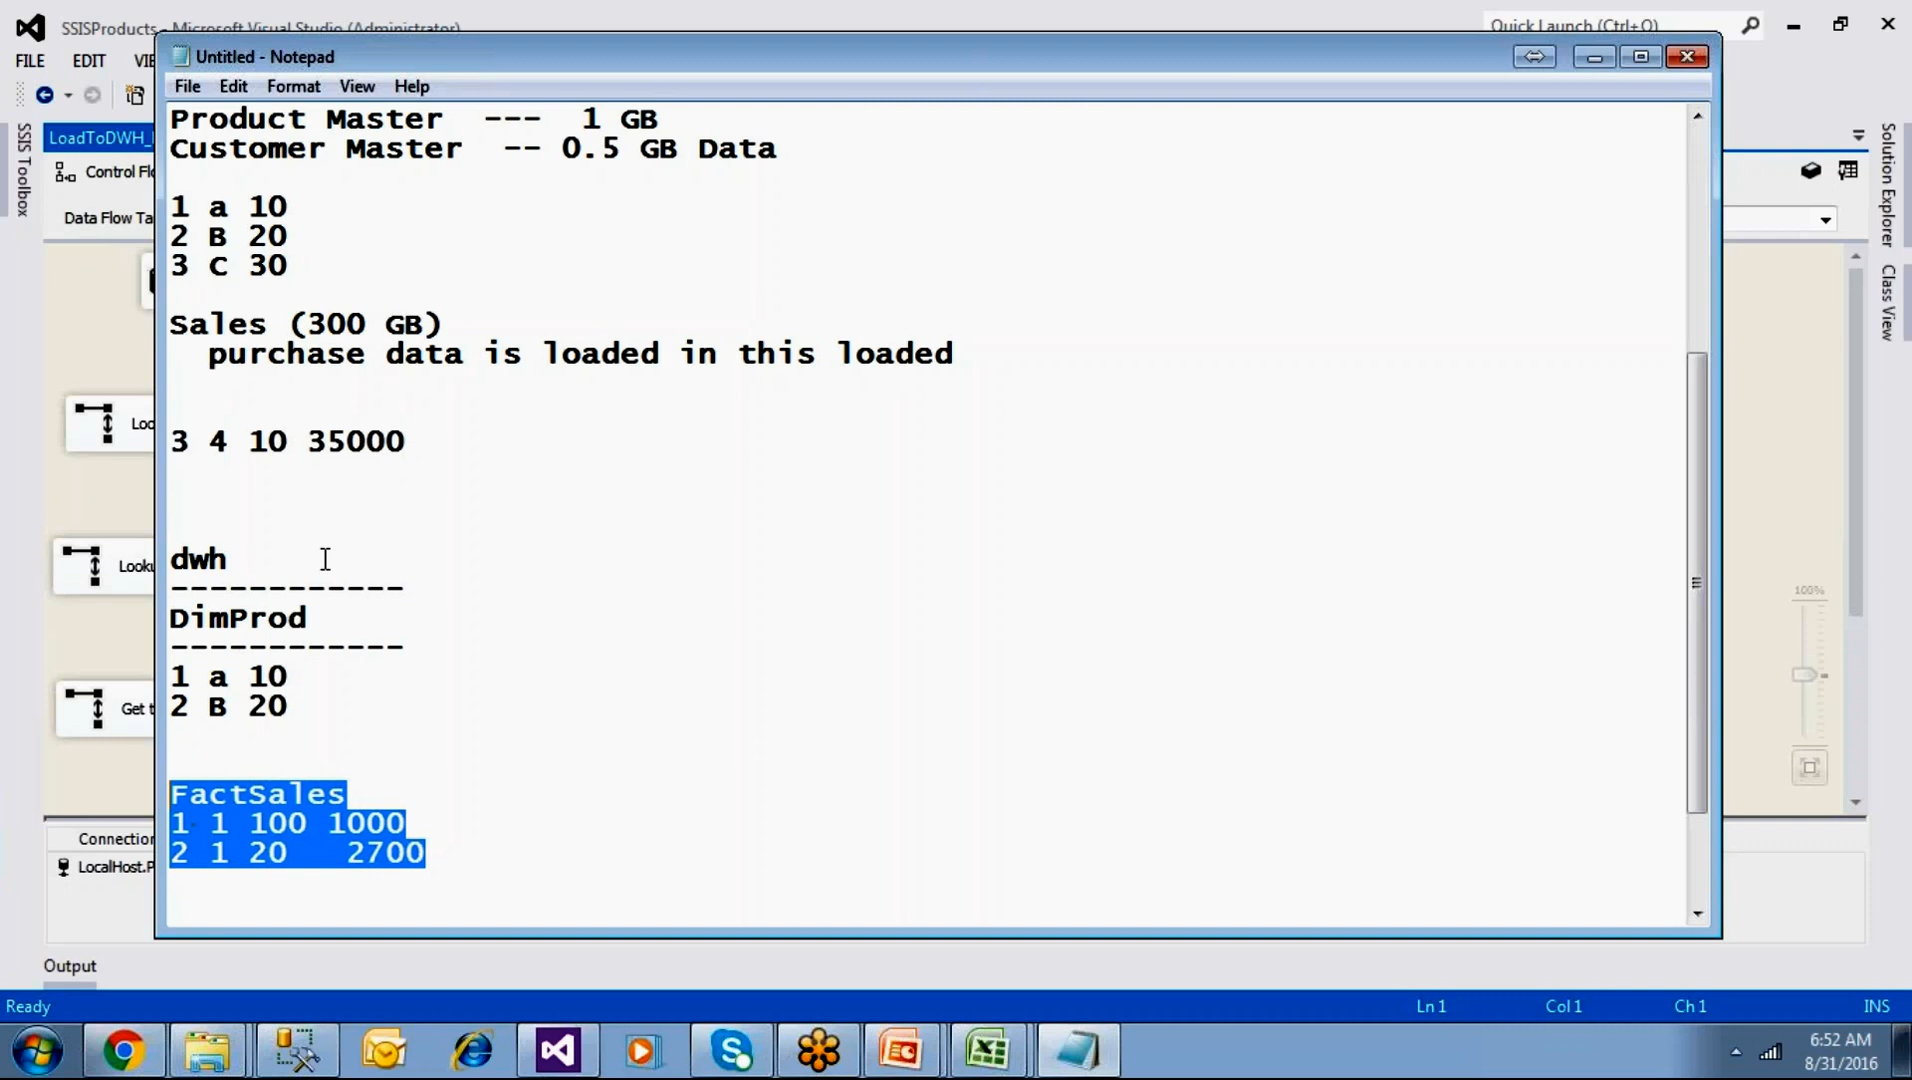 SSISProducts - Microsoft Visual Studio (Administrator)
Quick Launch (Ctrl+Q)
FILE EDIT VI
Untitled - Notepad
File Edit Format View Help
SSIS Toolbox
LoadToDWH_
Control Flo
Data Flow Ta
Loo
Looku
Get t
Product Master --- 1 GB
Customer Master -- 0.5 GB Data
1 a 10
2 B 20
3 C 30
Sales (300 GB)
purchase data is loaded in this loaded
3 4 10 35000
dwh
------------
DimProd
------------
1 a 10
2 B 20
FactSales
1 1 100 1000
2 1 20 2700
Solution Explorer
Class View
100%
Connection
LocalHost.P
Output
Ready
Ln 1 Col 1 Ch 1 INS
6:52 AM
8/31/2016